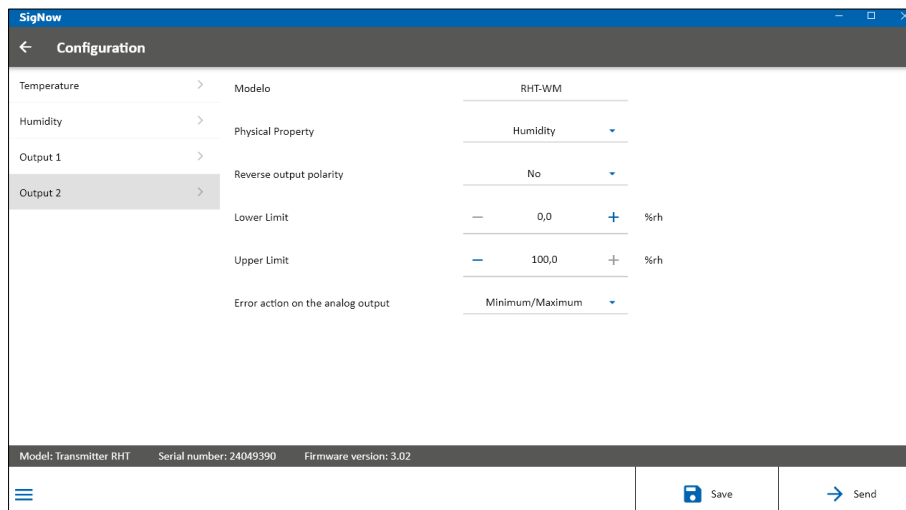 SigNow
Configuration
Temperature
Humidity
Output 1
Output 2
Modelo RHT-WM
Physical Property Humidity
Reverse output polarity No
Lower Limit 0,0 %rh
Upper Limit 100,0 %rh
Error action on the analog output Minimum/Maximum
Model: Transmitter RHT Serial number: 24049390 Firmware version: 3.02
Save Send